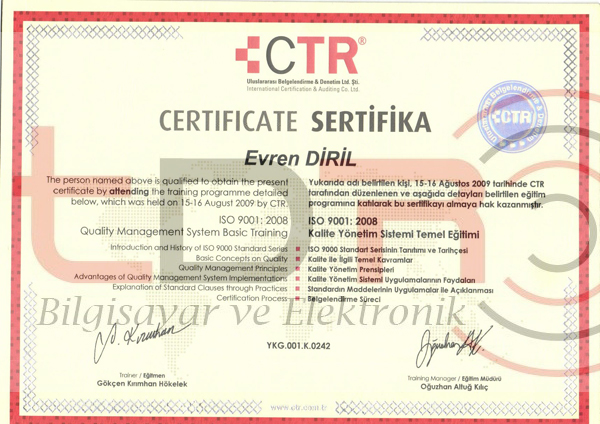 CTR®
Uluslararası Belgelendirme & Denetim Ltd. Şti.
International Certification & Auditing Co. Ltd.
CERTIFICATE SERTİFİKA
CTR
Evren DİRİL
The person named above is qualified to obtain the present
certificate by attending the training programme detailed
below, which was held on 15-16 August 2009 by CTR.
Yukarıda adı belirtilen kişi, 15-16 Ağustos 2009 tarihinde CTR
tarafından düzenlenen ve aşağıda detayları belirtilen eğitim
programına katılarak bu sertifikayı almaya hak kazanmıştır.
ISO 9001: 2008
Quality Management System Basic Training
ISO 9001: 2008
Kalite Yönetim Sistemi Temel Eğitimi
Introduction and History of ISO 9000 Standard Series
Basic Concepts on Quality
Quality Management Principles
Advantages of Quality Management System Implementations
Explanation of Standard Clauses through Practices
Certification Process
ISO 9000 Standart Serisinin Tanıtımı ve Tarihçesi
Kalite ile İlgili Temel Kavramlar
Kalite Yönetim Prensipleri
Kalite Yönetim Sistemi Uygulamalarının Faydaları
Standardın Maddelerinin Uygulamalar ile Açıklanması
Belgelendirme Süreci
Bilgisayar ve Elektronik
YKG.001.K.0242
Trainer / Eğitmen
Gökçen Kırımhan Hökelek
Training Manager / Eğitim Müdürü
Oğuzhan Altuğ Kılıç
www.ctr.com.tr